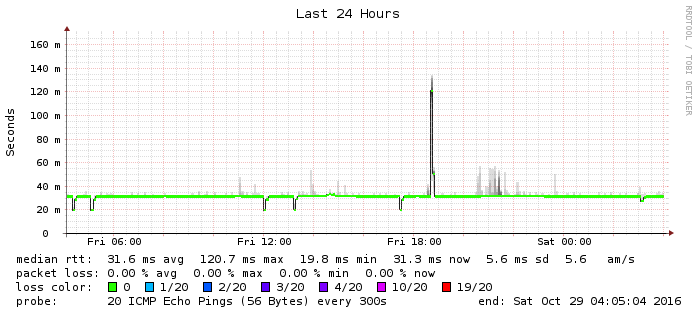 Last 24 Hours
RRDTOOL / TOBI OETIKER
Seconds
160 m
140 m
120 m
100 m
80 m
60 m
40 m
20 m
0
Fri 06:00 Fri 12:00 Fri 18:00 Sat 00:00
median rtt: 31.6 ms avg 120.7 ms max 19.8 ms min 31.3 ms now 5.6 ms sd 5.6 am/s
packet loss: 0.00 % avg 0.00 % max 0.00 % min 0.00 % now
loss color: 0 1/20 2/20 3/20 4/20 10/20 19/20
probe: 20 ICMP Echo Pings (56 Bytes) every 300s end: Sat Oct 29 04:05:04 2016